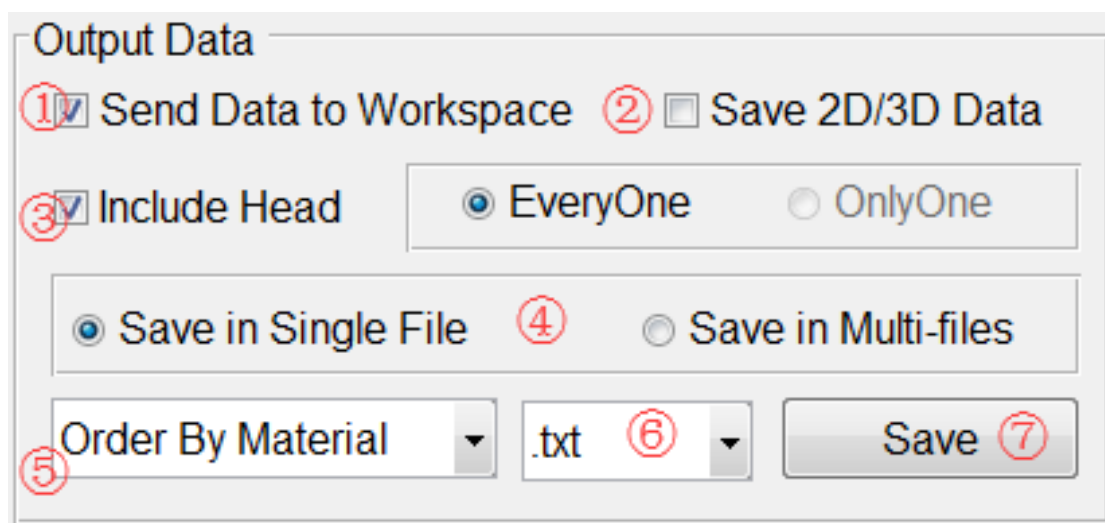 Output Data
① Send Data to Workspace ② Save 2D/3D Data
③ Include Head EveryOne OnlyOne
Save in Single File ④ Save in Multi-files
⑤ Order By Material .txt ⑥ Save ⑦